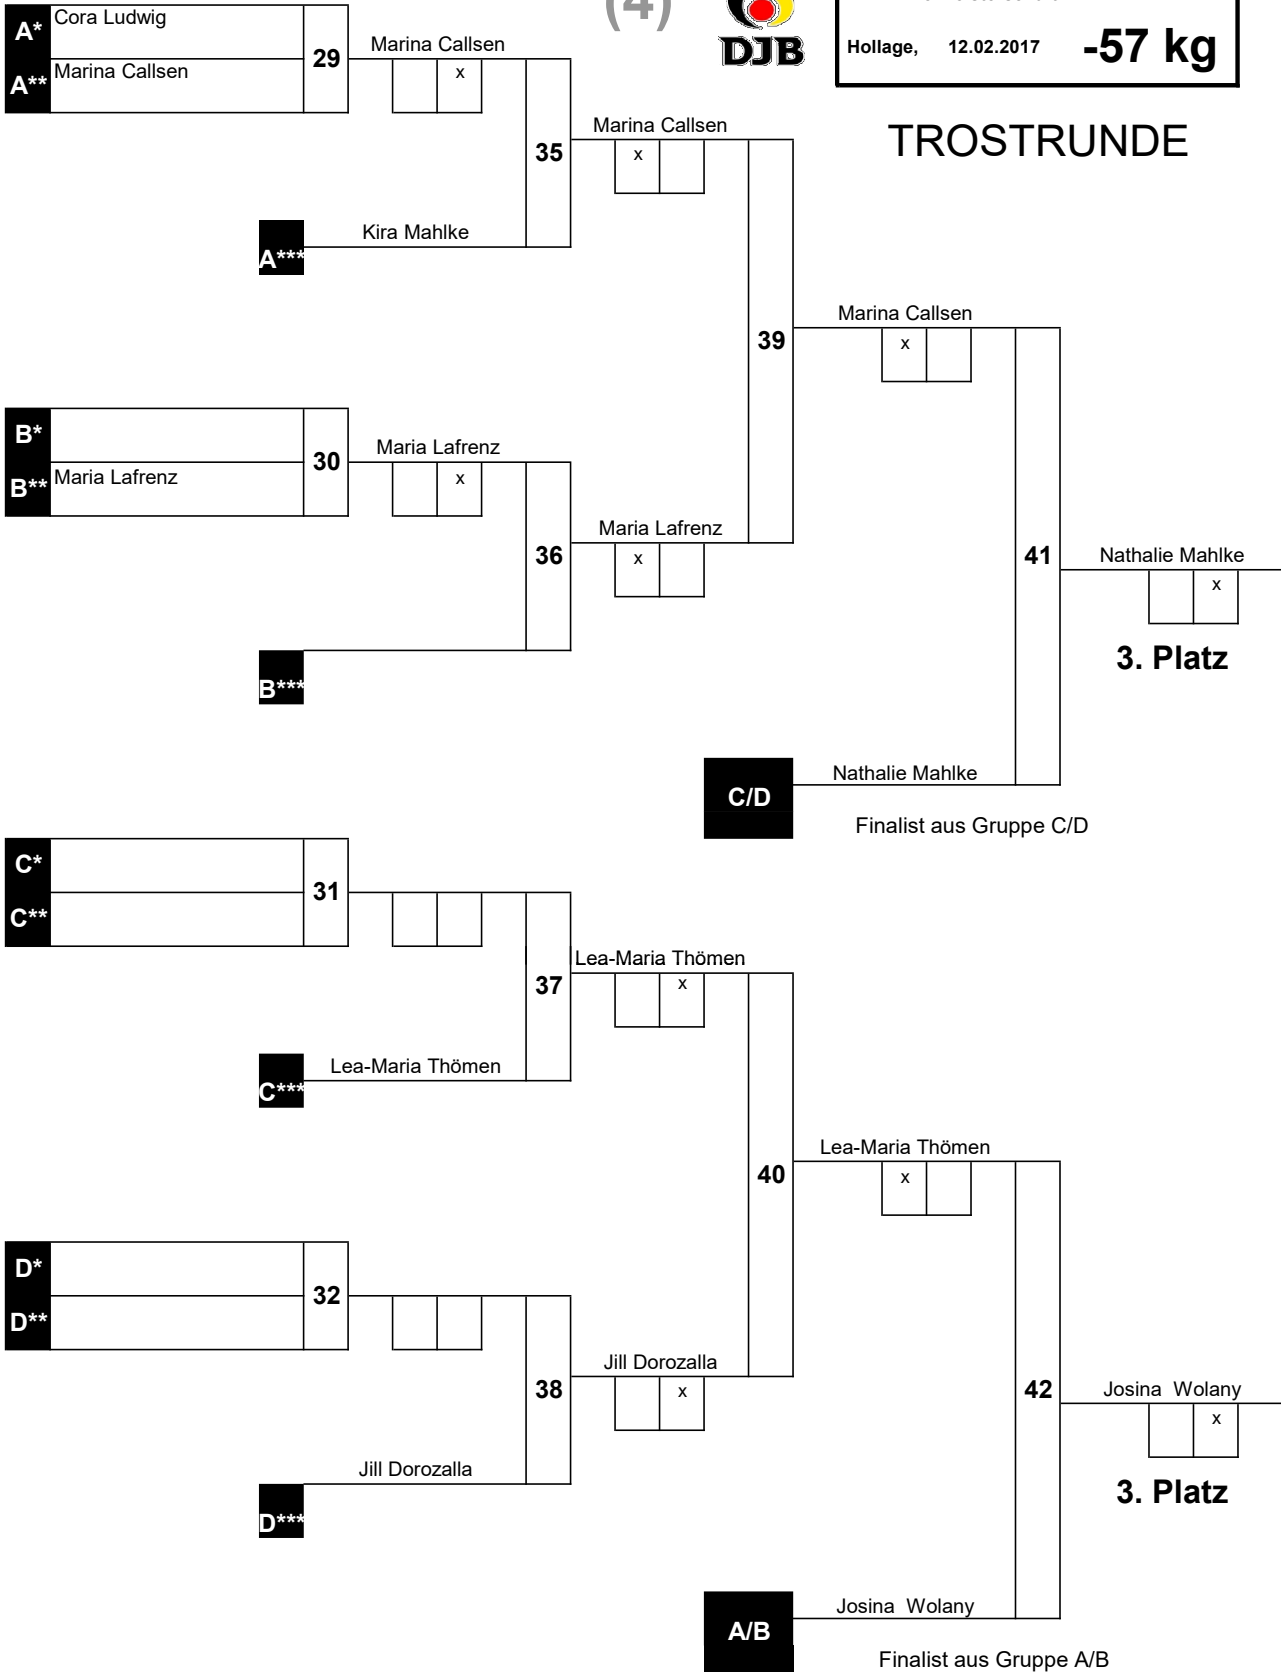 (4)
DJB
Hollage, 12.02.2017 -57 kg
TROSTRUNDE
A* Cora Ludwig
A** Marina Callsen
29
Marina Callsen
x
35
Marina Callsen
x
A*** Kira Mahlke
39
Marina Callsen
x
B*
B** Maria Lafrenz
30
Maria Lafrenz
x
36
Maria Lafrenz
x
B***
41
Nathalie Mahlke
x
3. Platz
C/D Nathalie Mahlke
Finalist aus Gruppe C/D
C*
C**
31
37
Lea-Maria Thömen
x
C*** Lea-Maria Thömen
40
Lea-Maria Thömen
x
D*
D**
32
38
Jill Dorozalla
x
D*** Jill Dorozalla
42
Josina Wolany
x
3. Platz
A/B Josina Wolany
Finalist aus Gruppe A/B